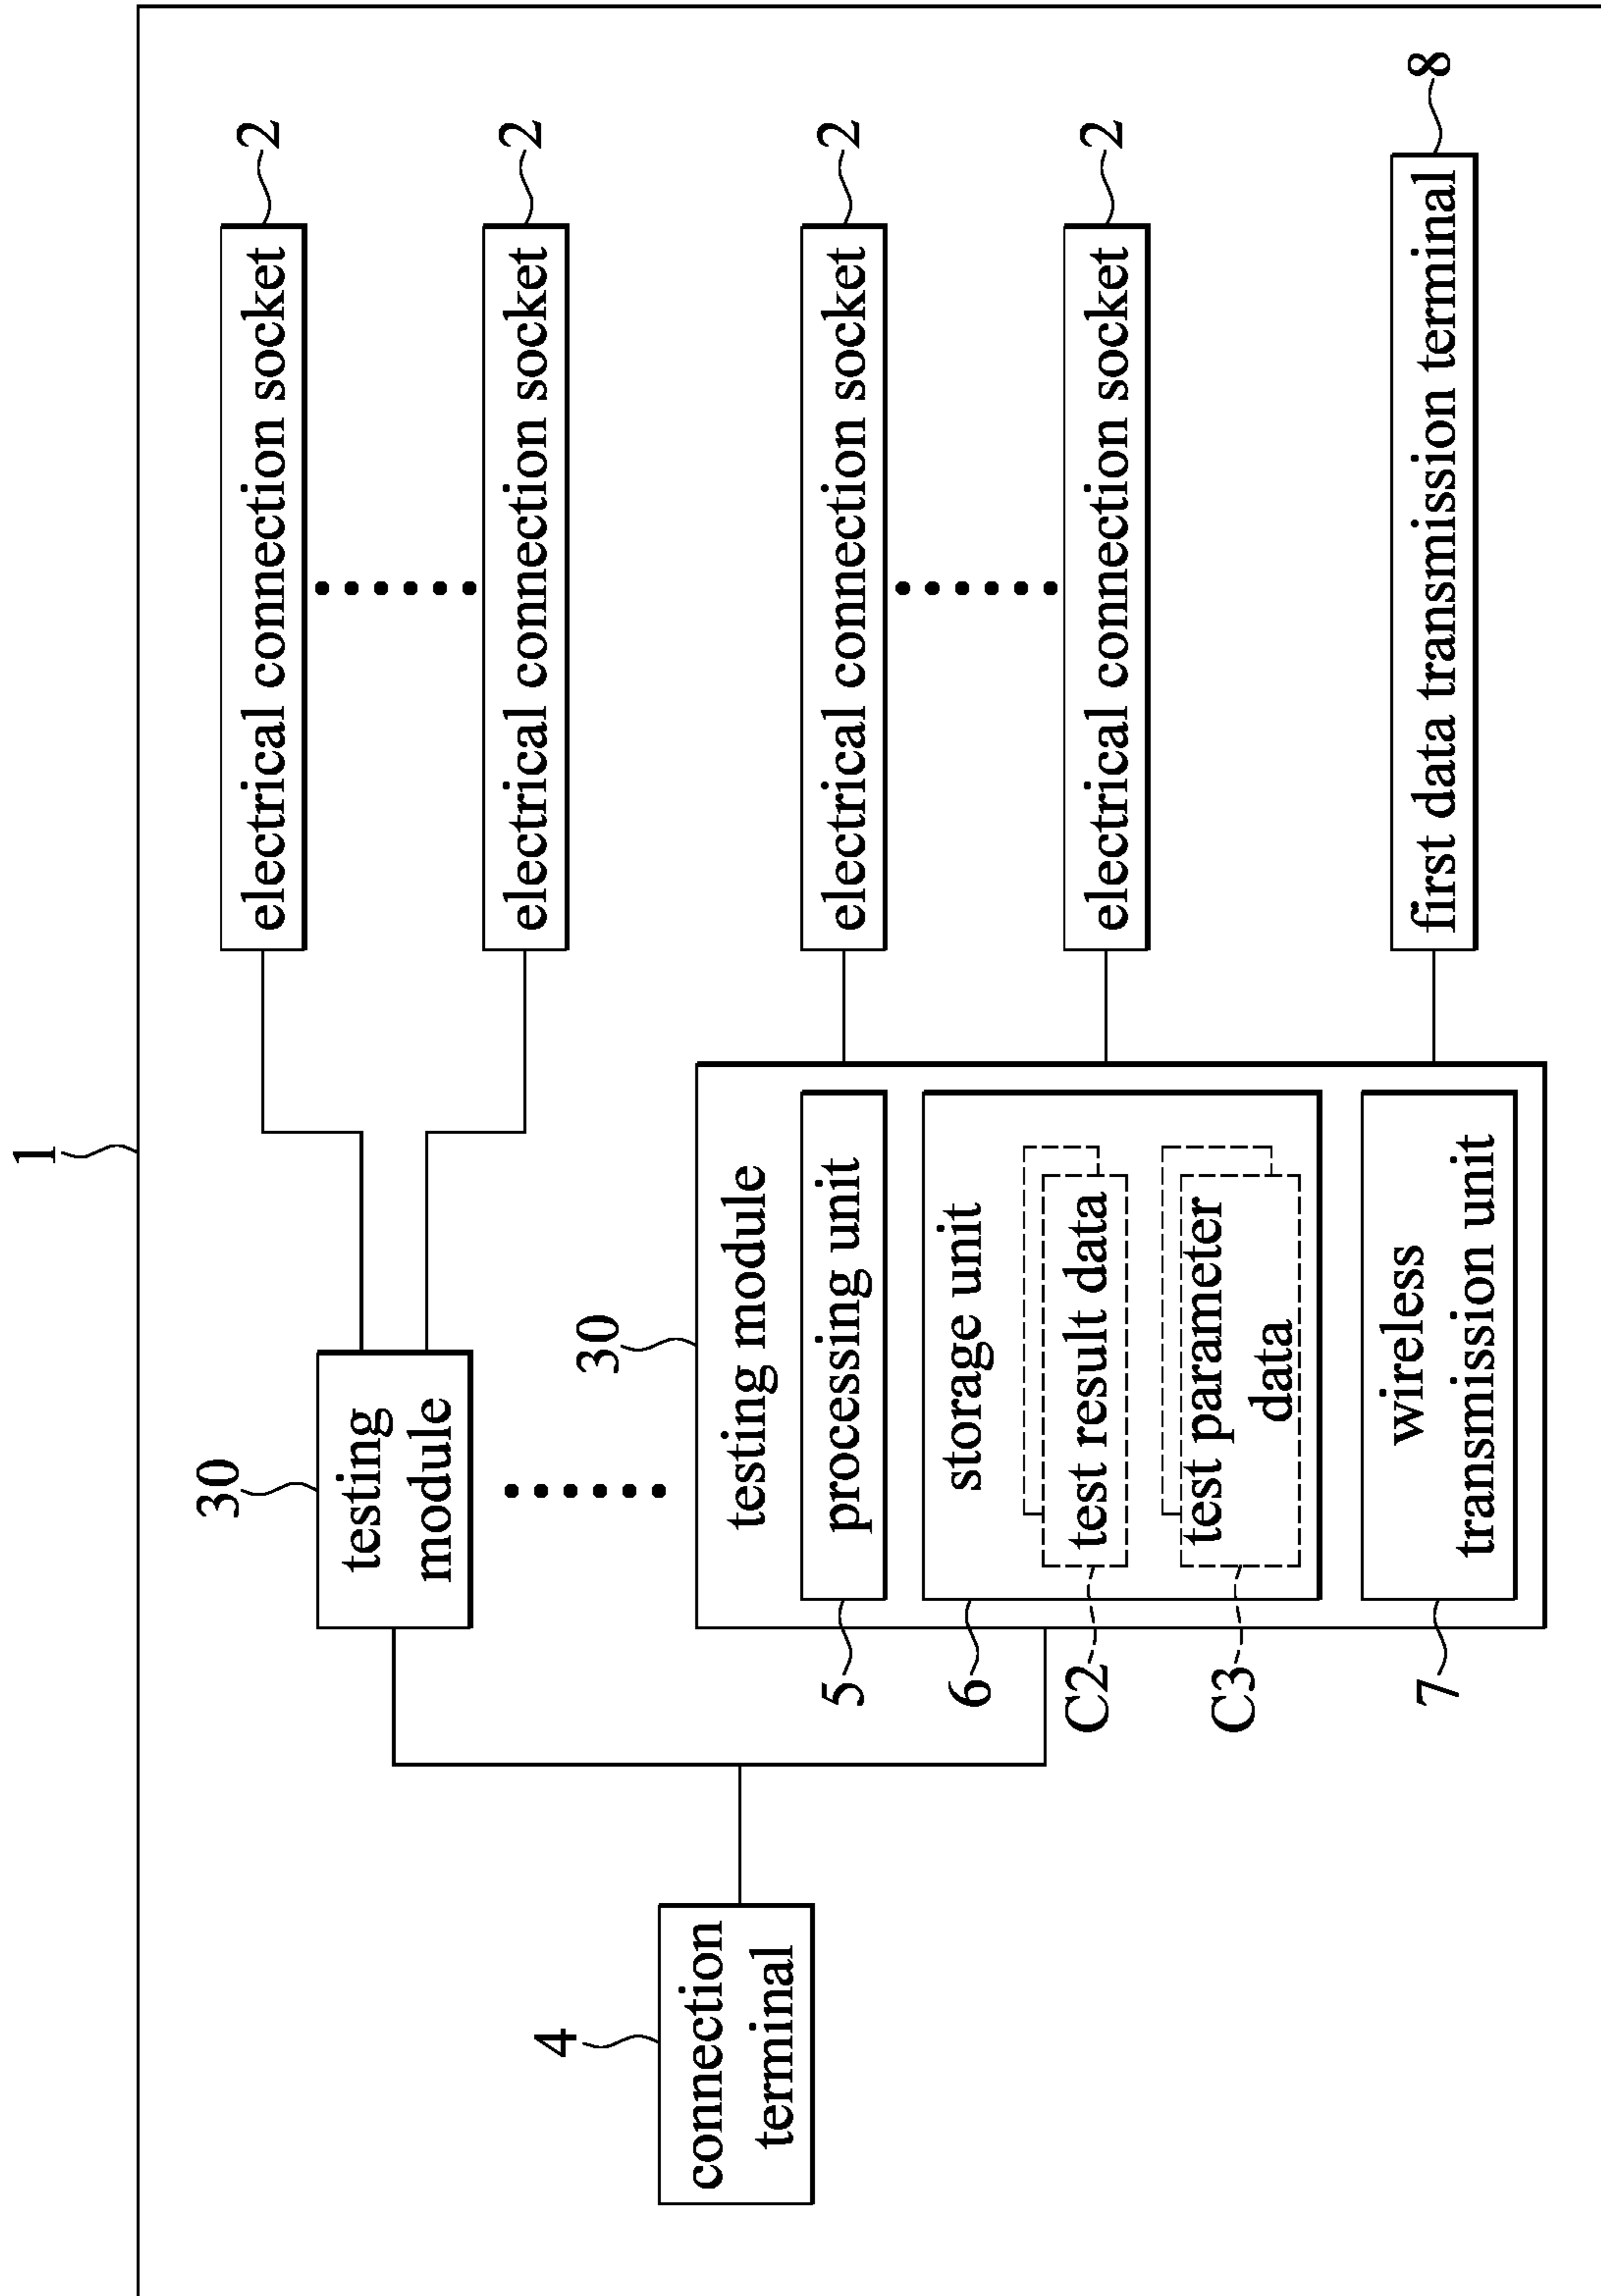 1
30
testing
module
electrical connection socket
2
electrical connection socket
2
30
testing module
processing unit
5
storage unit
6
test result data
C2
test parameter
data
C3
wireless
transmission unit
7
electrical connection socket
2
electrical connection socket
2
first data transmission terminal
8
4
connection
terminal